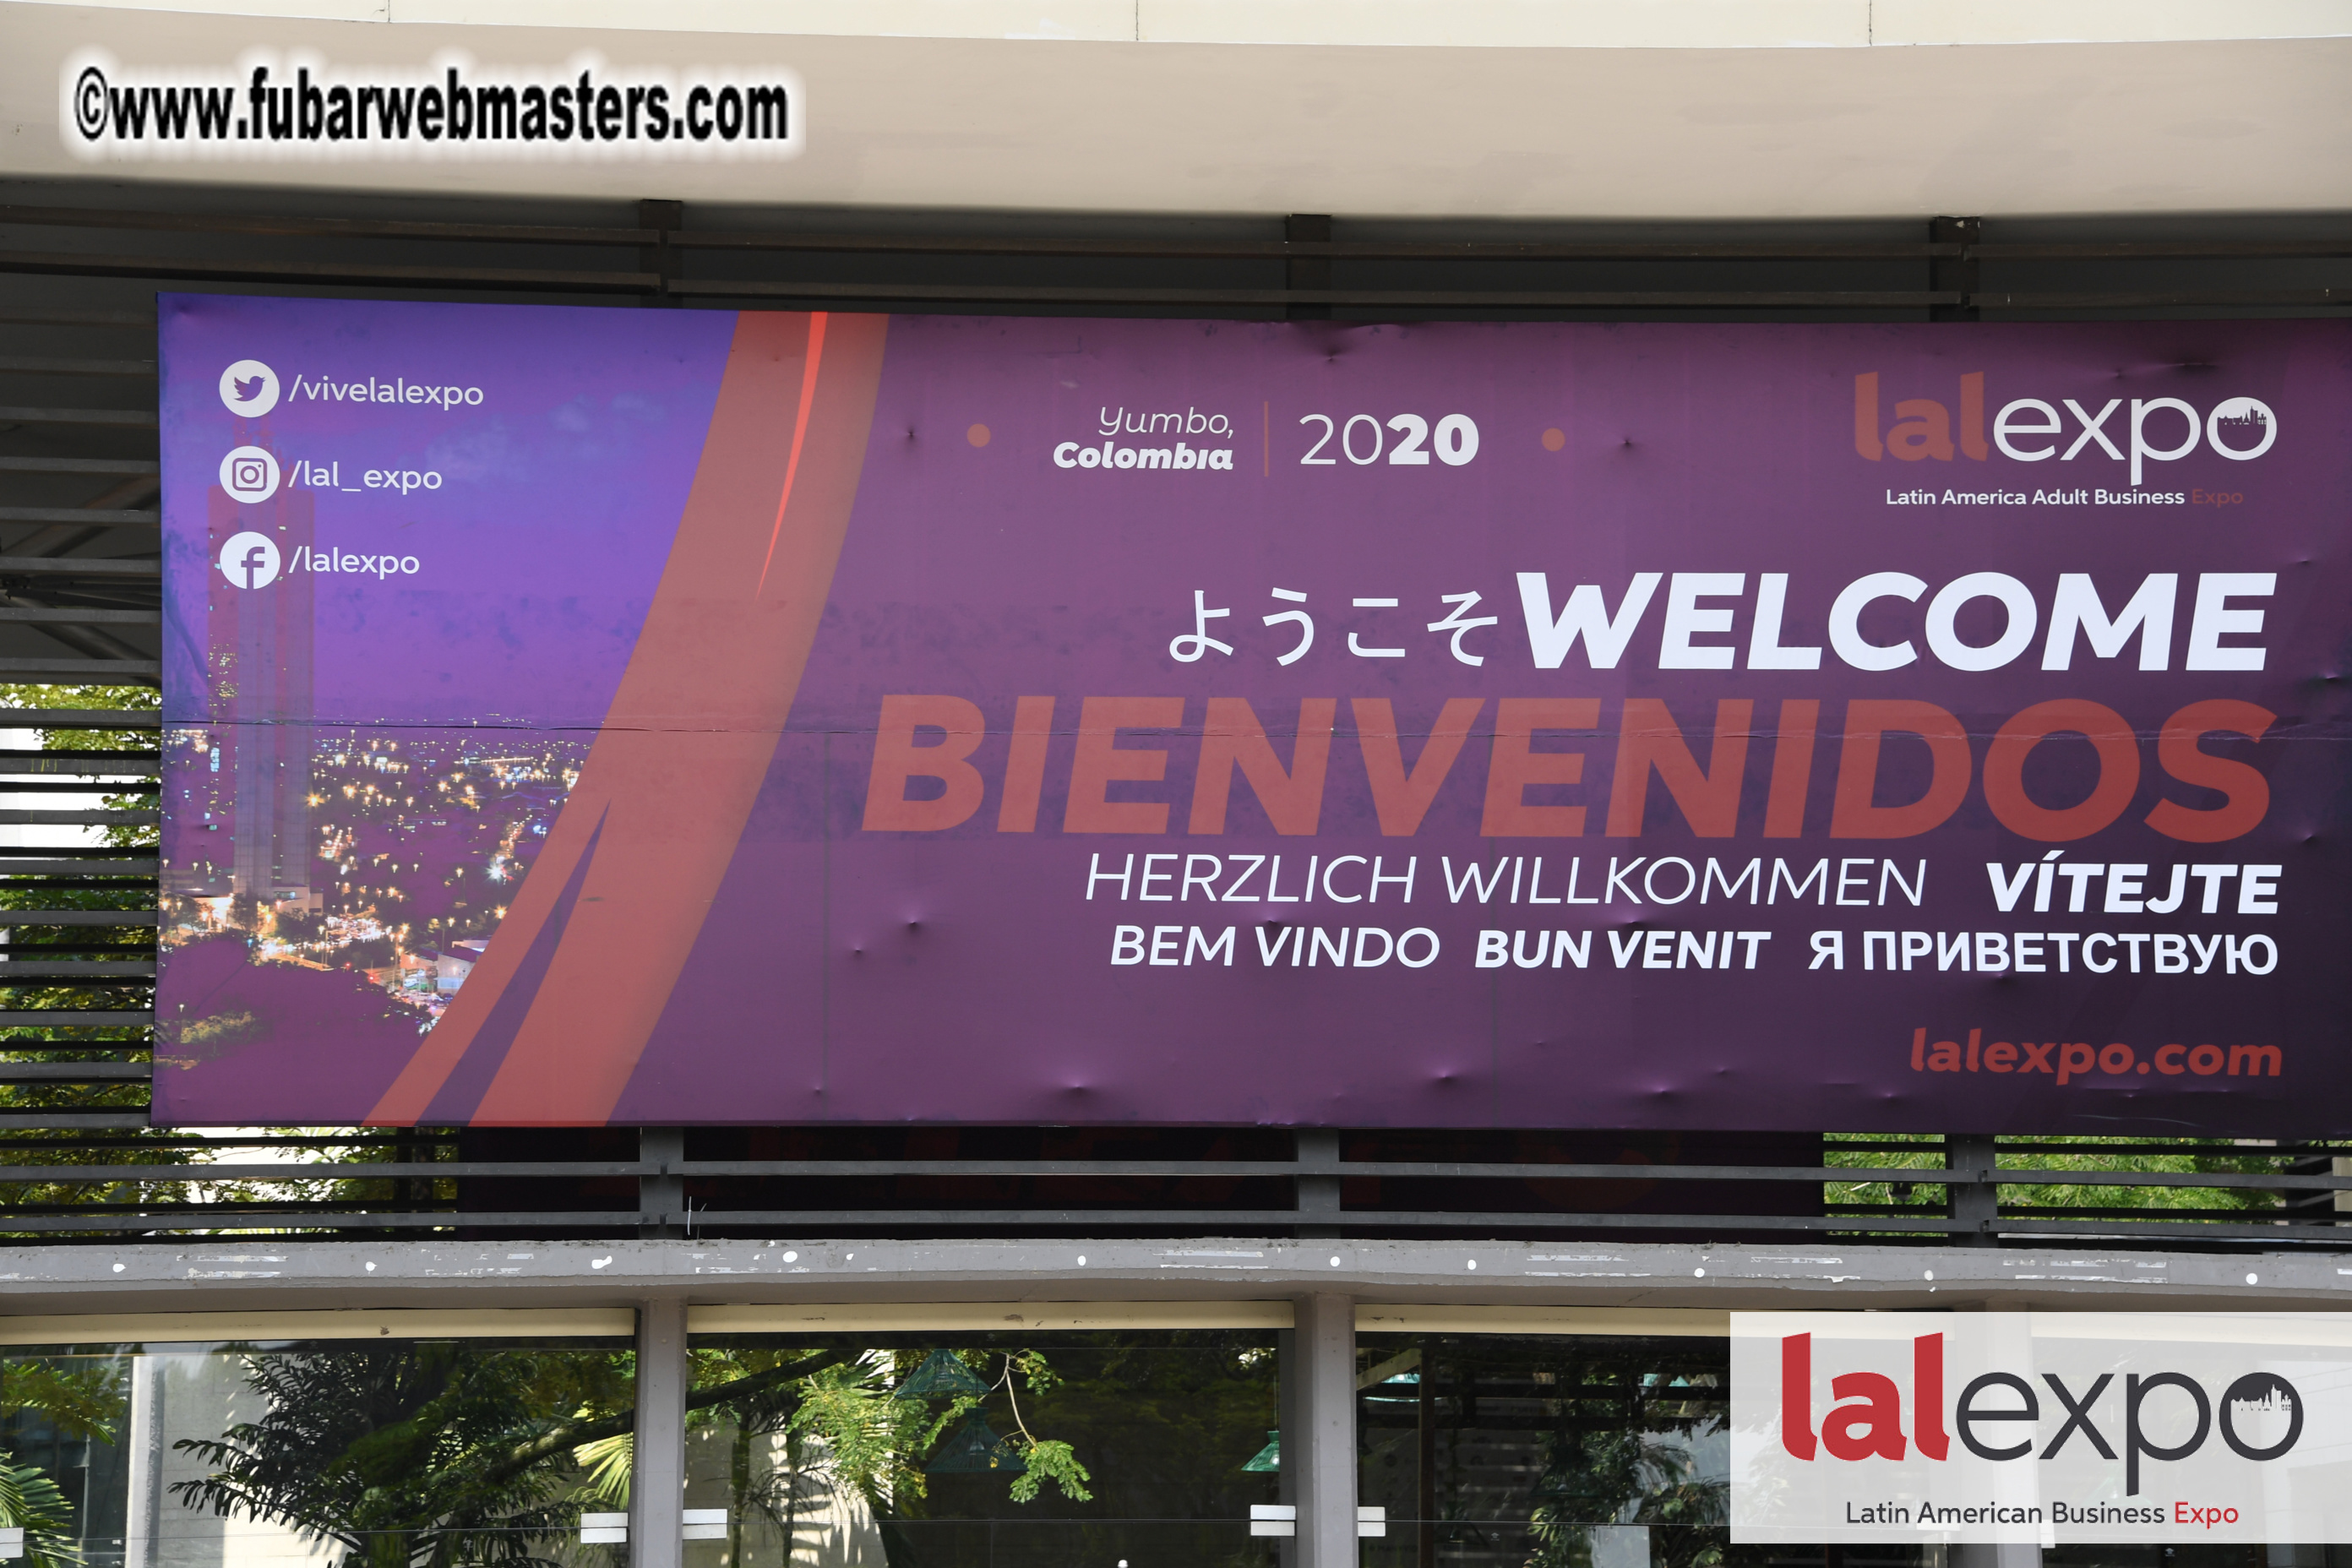 ©www.fubarwebmasters.com
/vivelalexpo
/lal_expo
/lalexpo
Yumbo,
Colombia
2020
lalexpo
Latin America Adult Business Expo
ようこそ WELCOME
BIENVENIDOS
HERZLICH WILLKOMMEN VÍTEJTE
BEM VINDO BUN VENIT Я ПРИВЕТСТВУЮ
lalexpo.com
lalexpo
Latin American Business Expo